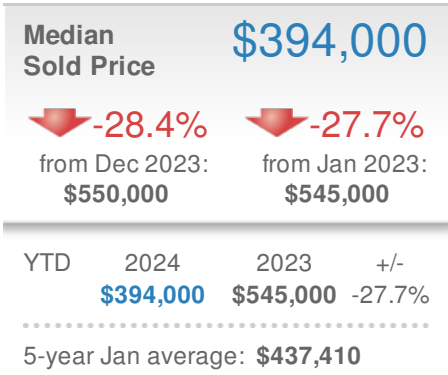 Median
Sold Price
$394,000
-28.4%
from Dec 2023:
$550,000
-27.7%
from Jan 2023:
$545,000
YTD 2024 2023 +/-
$394,000 $545,000 -27.7%
5-year Jan average: $437,410